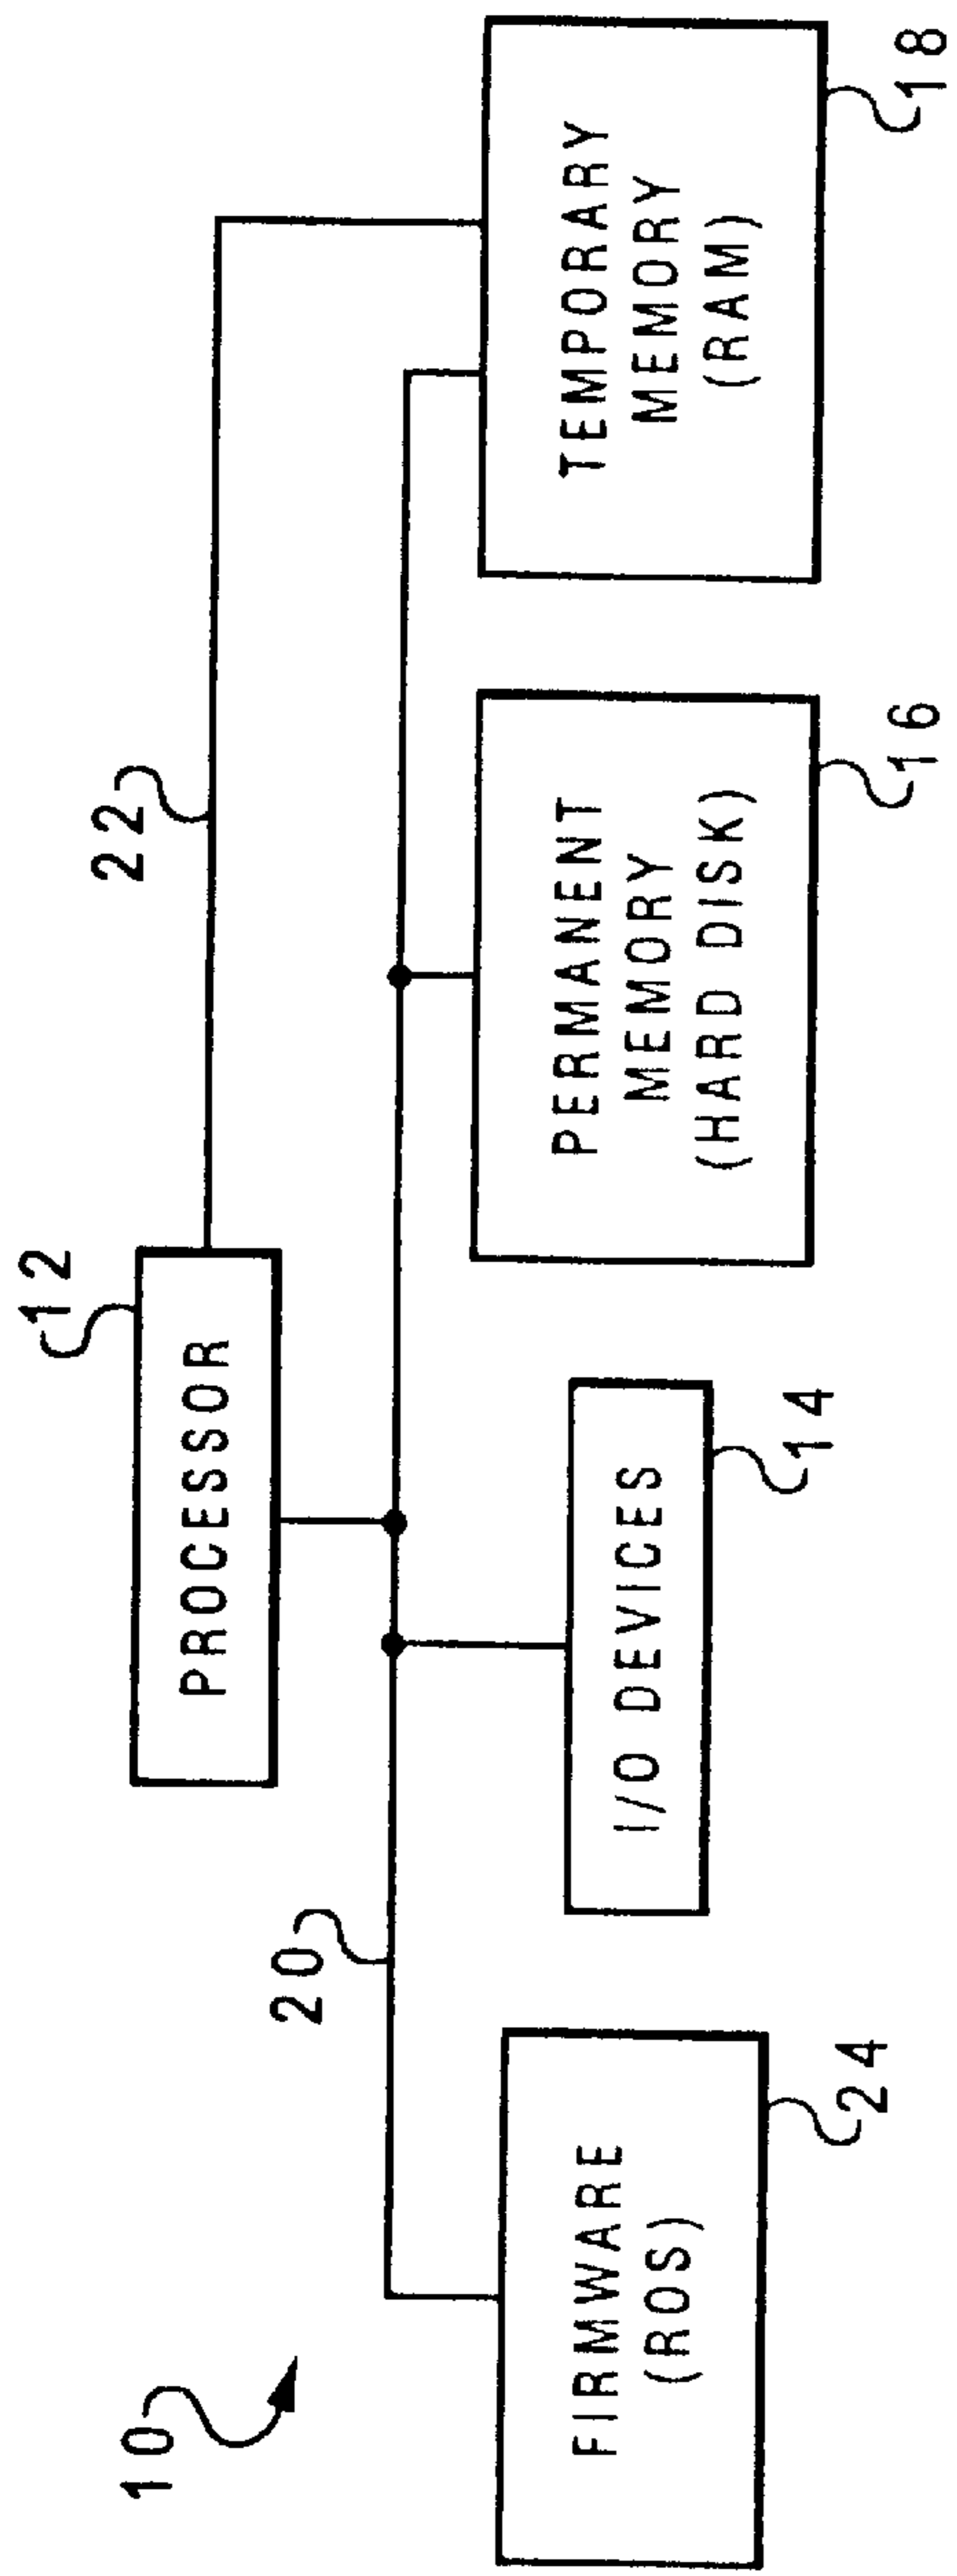 10
22
12
PROCESSOR
20
FIRMWARE
(ROS)
24
I/O DEVICES
14
PERMANENT
MEMORY
(HARD DISK)
16
TEMPORARY
MEMORY
(RAM)
18